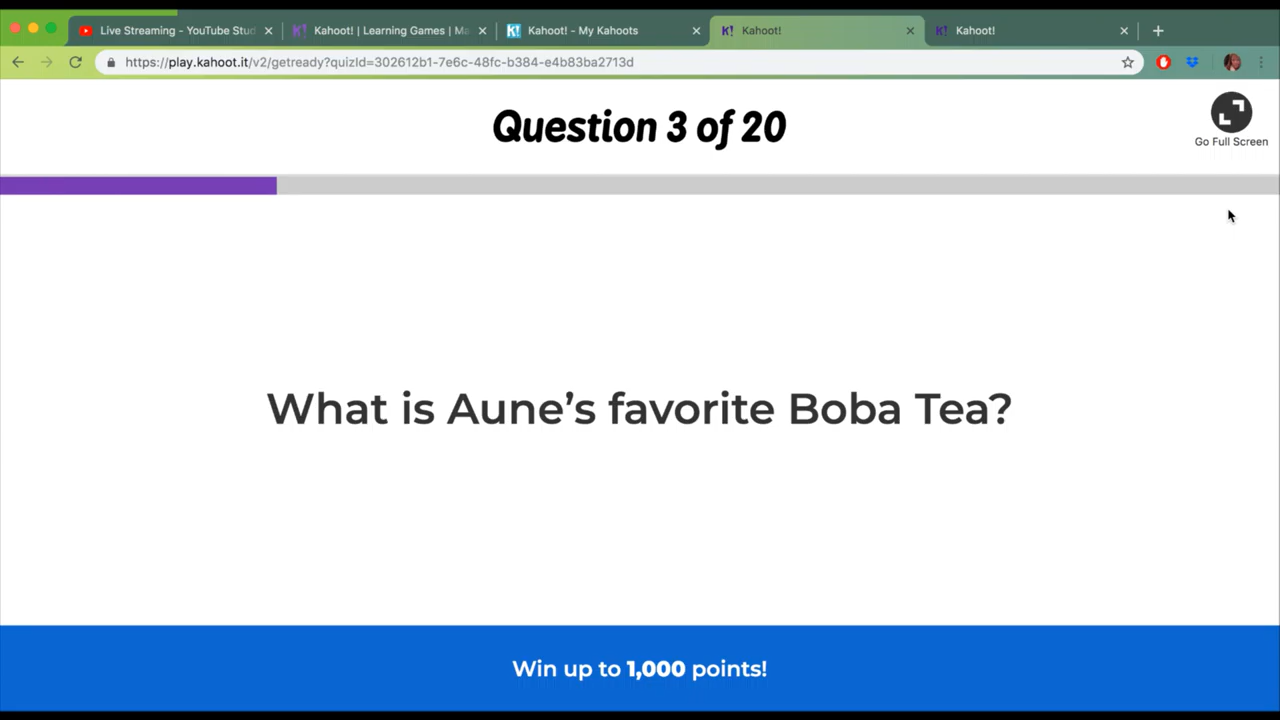 Live Streaming - YouTube Stud
Kahoot! | Learning Games | Ma
Kahoot! - My Kahoots
Kahoot!
Kahoot!
https://play.kahoot.it/v2/getready?quizId=302612b1-7e6c-48fc-b384-e4b83ba2713d
Question 3 of 20
Go Full Screen
What is Aune's favorite Boba Tea?
Win up to 1,000 points!